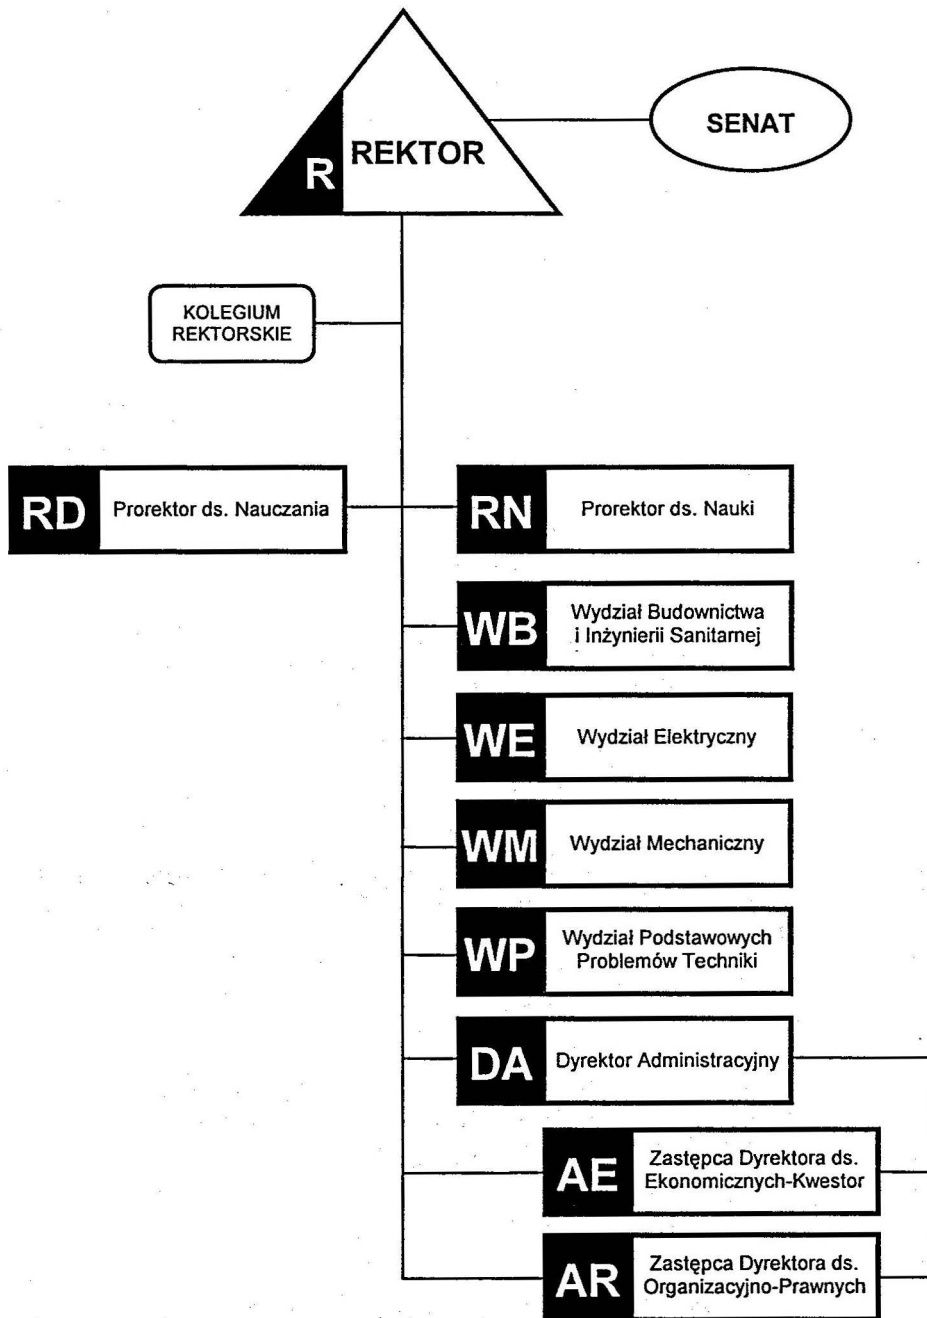 R
REKTOR
SENAT
KOLEGIUM
REKTORSKIE
RD
Prorektor ds. Nauczania
RN
Prorektor ds. Nauki
WB
Wydział Budownictwa
i Inżynierii Sanitarnej
WE
Wydział Elektryczny
WM
Wydział Mechaniczny
WP
Wydział Podstawowych
Problemów Techniki
DA
Dyrektor Administracyjny
AE
Zastępca Dyrektora ds.
Ekonomicznych-Kwestor
AR
Zastępca Dyrektora ds.
Organizacyjno-Prawnych